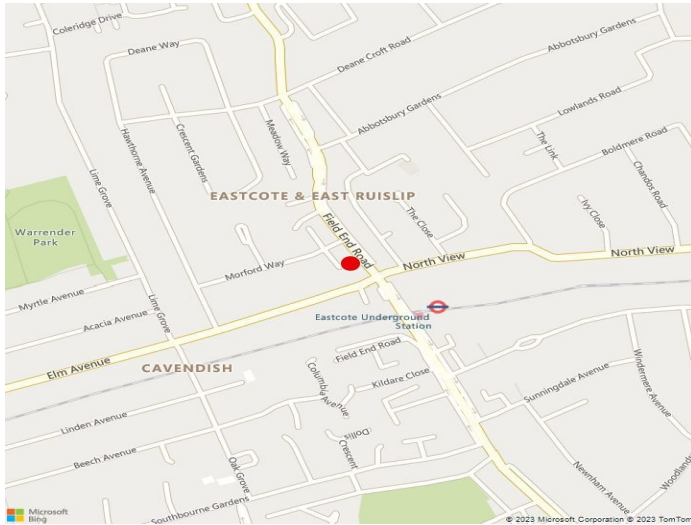 Coleridge Drive
Deane Way
Deane Croft Road
Abbotsbury Gardens
Abbotsbury Gardens
Lowlands Road
Meadow Way
Hawthorne Avenue
Crescent Gardens
Lime Grove
The Link
Boldmere Road
Chandos Road
EASTCOTE & EAST RUISLIP
Ivy Close
The Close
Field End Road
Warrender
Park
North View
North View
Morford Way
Myrtle Avenue
Lime Grove
Acacia Avenue
Eastcote Underground
Station
Elm Avenue
CAVENDISH
Field End Road
Kildare Close
Columbia Avenue
Sunningdale Avenue
Windermere Avenue
Linden Avenue
Dollis
Crescent
Beech Avenue
Oak Grove
Newnham Avenue
Woodlands
Southbourne Gardens
Microsoft
Bing
© 2023 Microsoft Corporation © 2023 TomTom